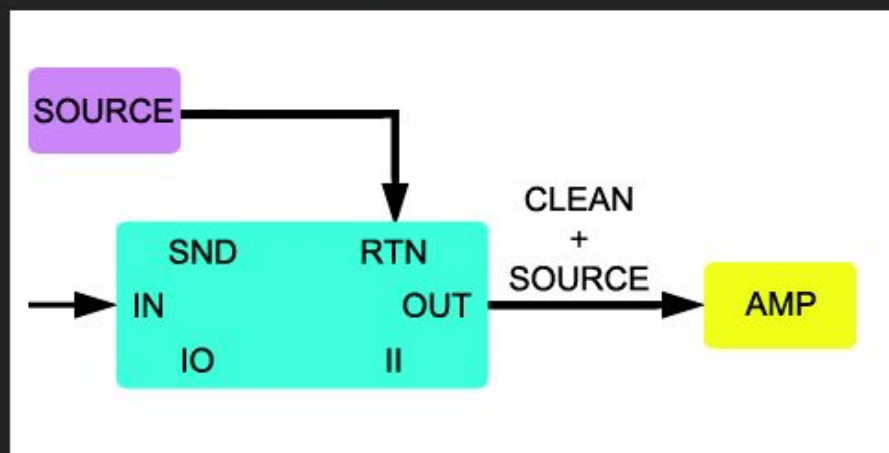 SOURCE
CLEAN
+
SOURCE
SND RTN
IN OUT
IO II
AMP